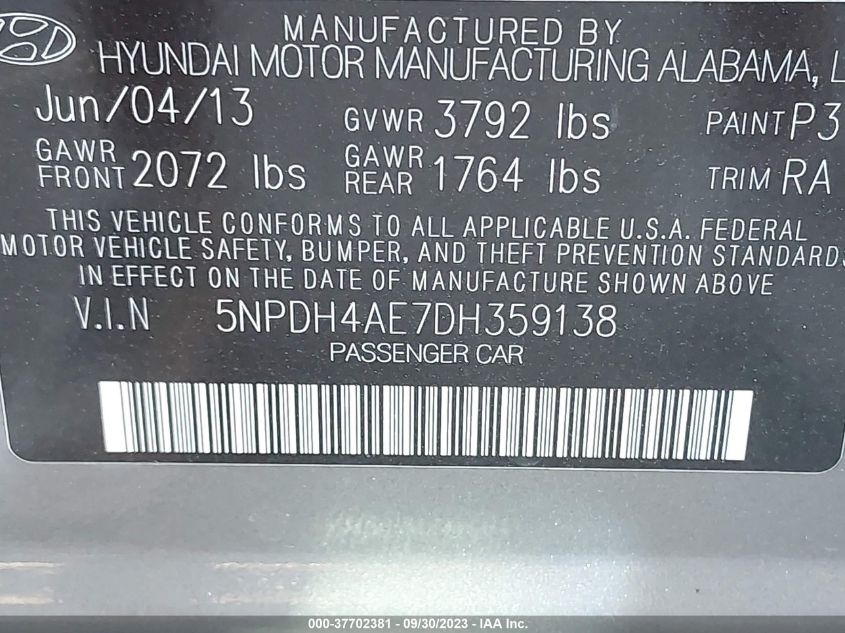 MANUFACTURED BY
HYUNDAI MOTOR MANUFACTURING ALABAMA, L
Jun/04/13 GVWR 3792 lbs PAINT P3
GAWR FRONT 2072 lbs GAWR REAR 1764 lbs TRIM RA
THIS VEHICLE CONFORMS TO ALL APPLICABLE U.S.A. FEDERAL
MOTOR VEHICLE SAFETY, BUMPER, AND THEFT PREVENTION STANDARDS
IN EFFECT ON THE DATE OF MANUFACTURE SHOWN ABOVE
V.I.N 5NPDH4AE7DH359138
PASSENGER CAR
000-37702381 - 09/30/2023 - IAA Inc.